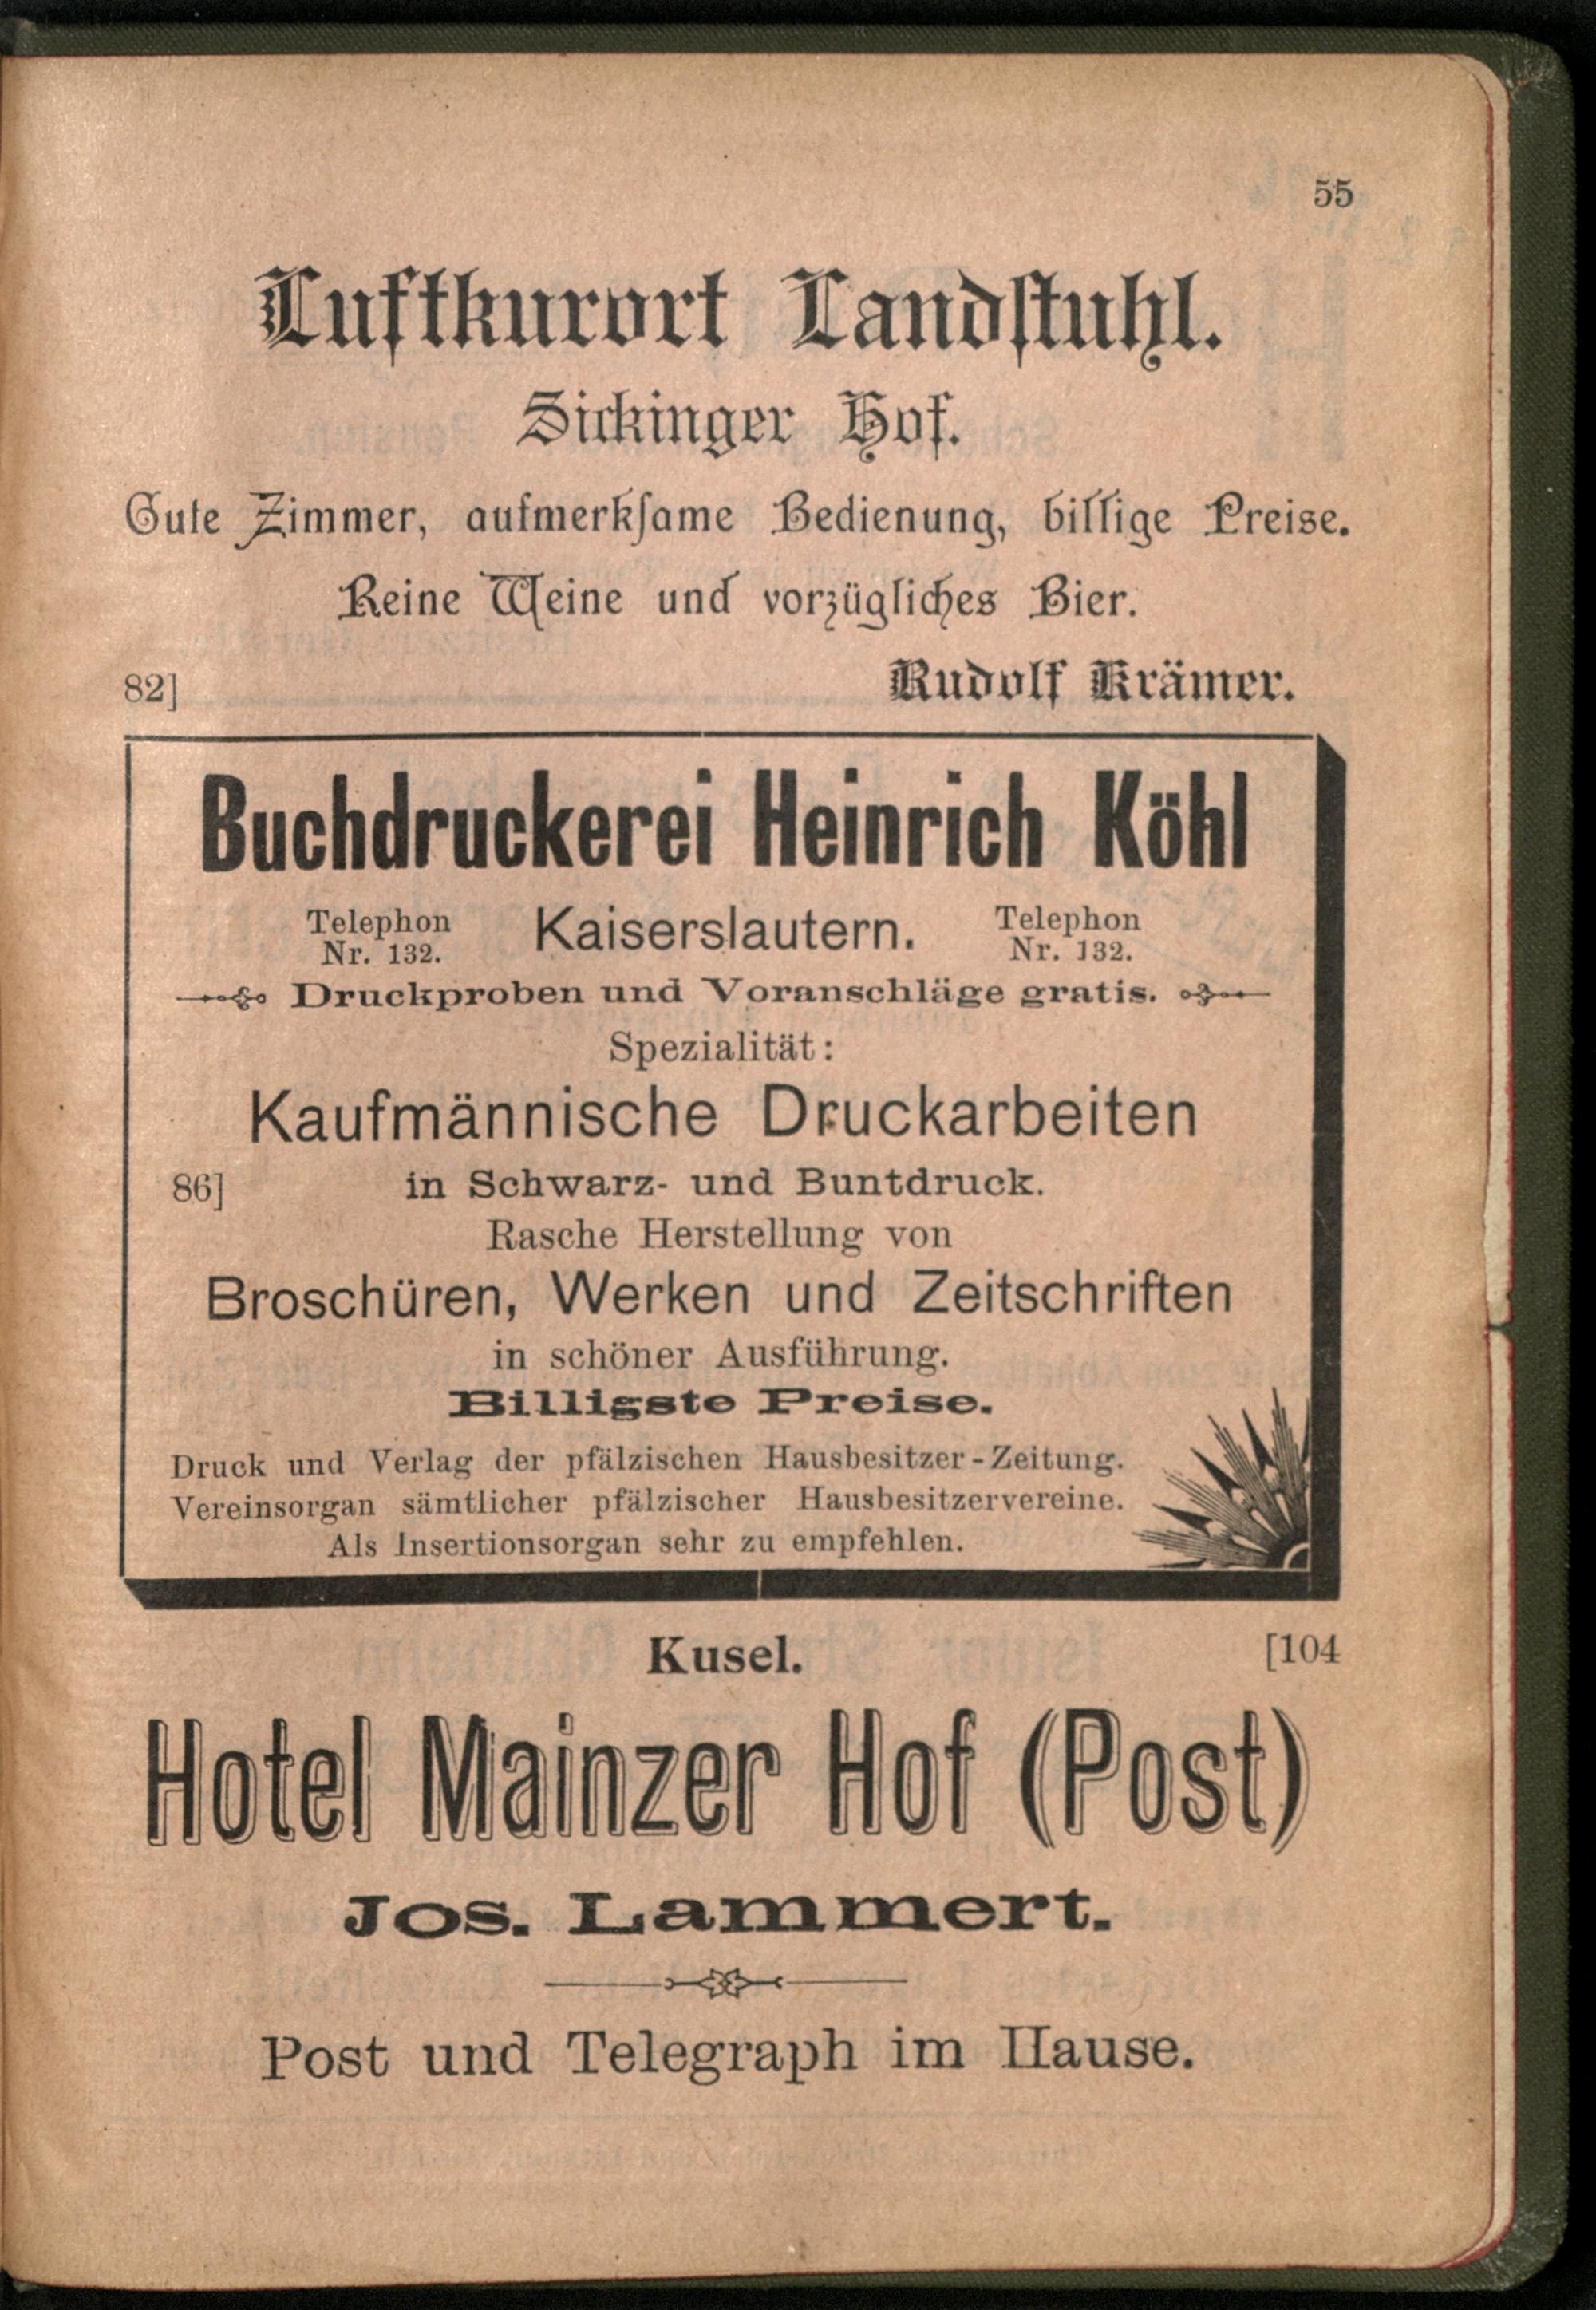 55
Luftkurort Landſtuhl.
Sickinger Hof.
Gute Zimmer, aufmerkſame Bedienung, billige Preise.
Reine Weine und vorzügliches Bier.
82] Rudolf Krämer.
Buchdruckerei Heinrich Köhl
Telephon Nr. 132. Kaiserslautern. Telephon Nr. 132.
Druckproben und Voranschläge gratis.
Spezialität:
Kaufmännische Druckarbeiten
86] in Schwarz- und Buntdruck.
Rasche Herstellung von
Broschüren, Werken und Zeitschriften
in schöner Ausführung.
Billigste Preise.
Druck und Verlag der pfälzischen Hausbesitzer-Zeitung.
Vereinsorgan sämtlicher pfälzischer Hausbesitzervereine.
Als Insertionsorgan sehr zu empfehlen.
Kusel. [104
Hotel Mainzer Hof (Post)
Jos. Lammert.
Post und Telegraph im Hause.